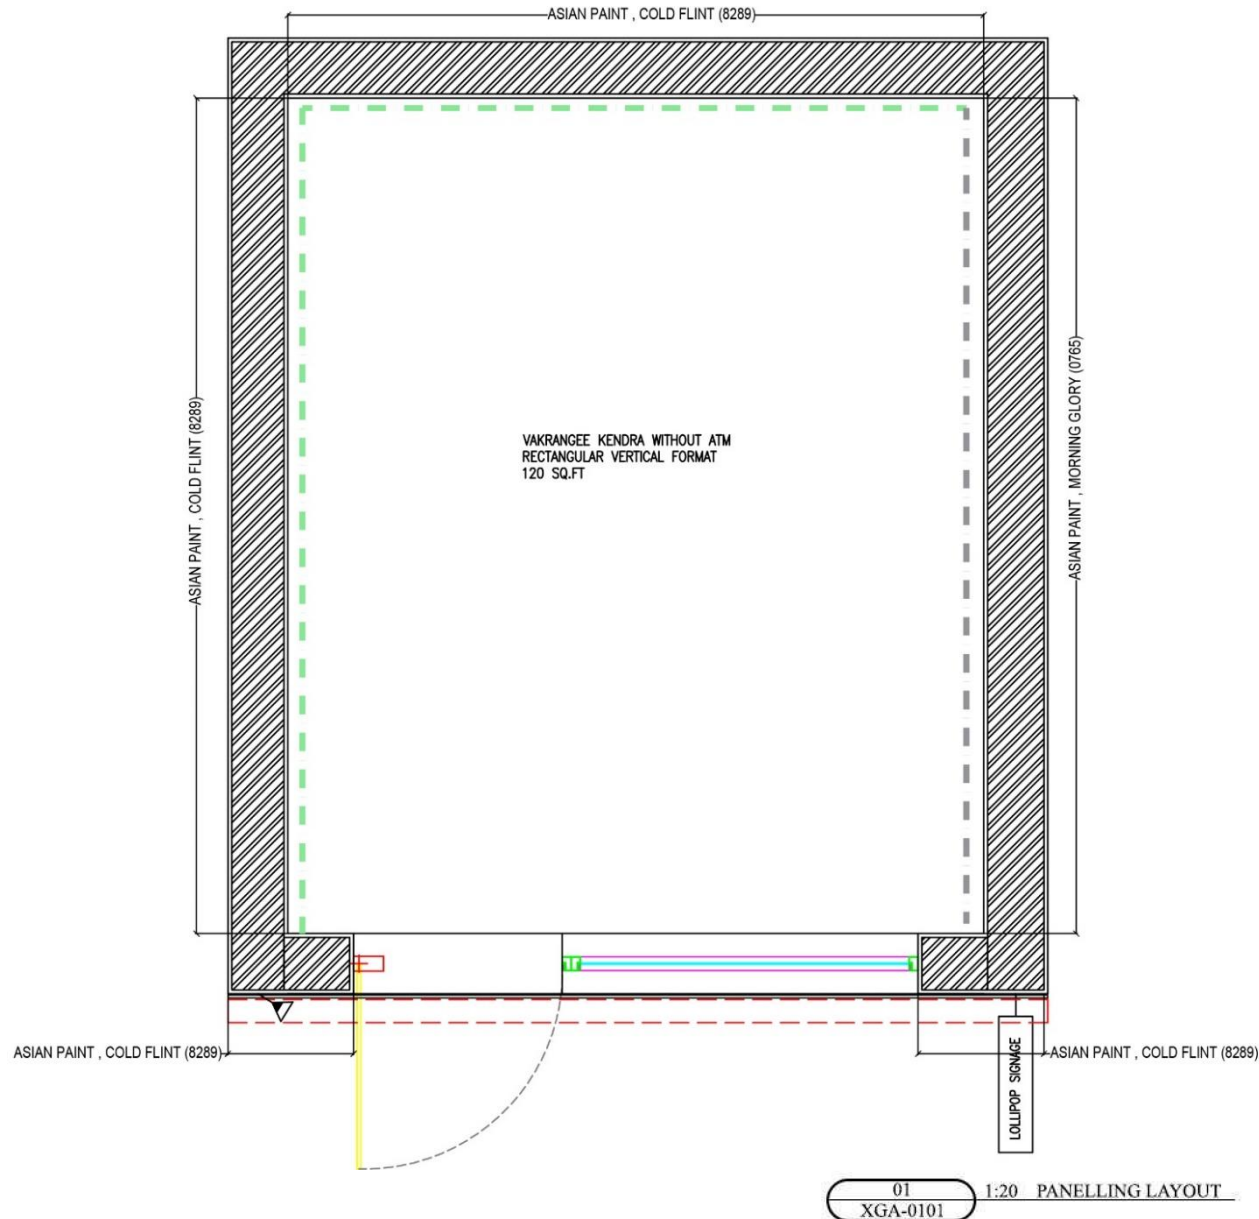 ASIAN PAINT , COLD FLINT (8289)
ASIAN PAINT , COLD FLINT (8289)
ASIAN PAINT , MORNING GLORY (0765)
VAKRANGEE KENDRA WITHOUT ATM
RECTANGULAR VERTICAL FORMAT
120 SQ.FT
ASIAN PAINT , COLD FLINT (8289)
ASIAN PAINT , COLD FLINT (8289)
LOLLIPOP SIGNAGE
01
XGA-0101
1:20 PANELLING LAYOUT